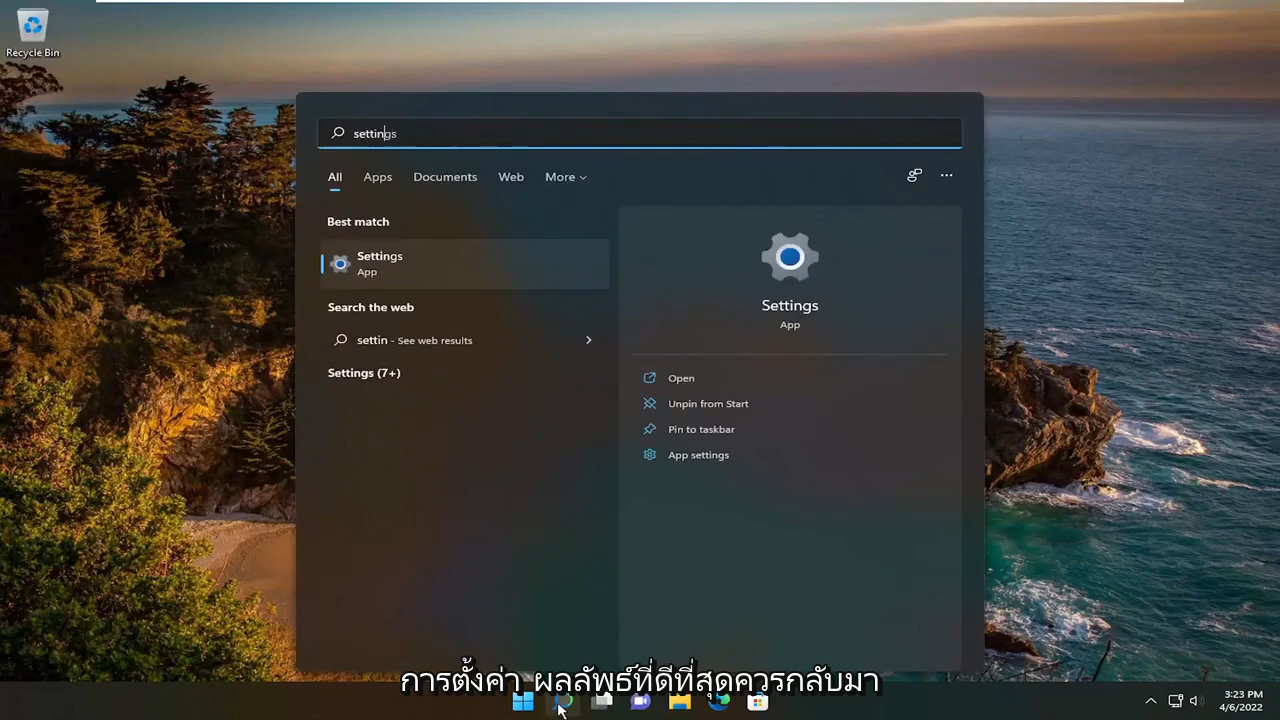 Recycle Bin
settings
All Apps Documents Web More
Best match
Settings
App
Search the web
settin - See web results
Settings (7+)
Settings
App
Open
Unpin from Start
Pin to taskbar
App settings
การตั้งค่า ผลลัพธ์ที่ดีที่สุดควรกลับมา
3:23 PM
4/6/2022